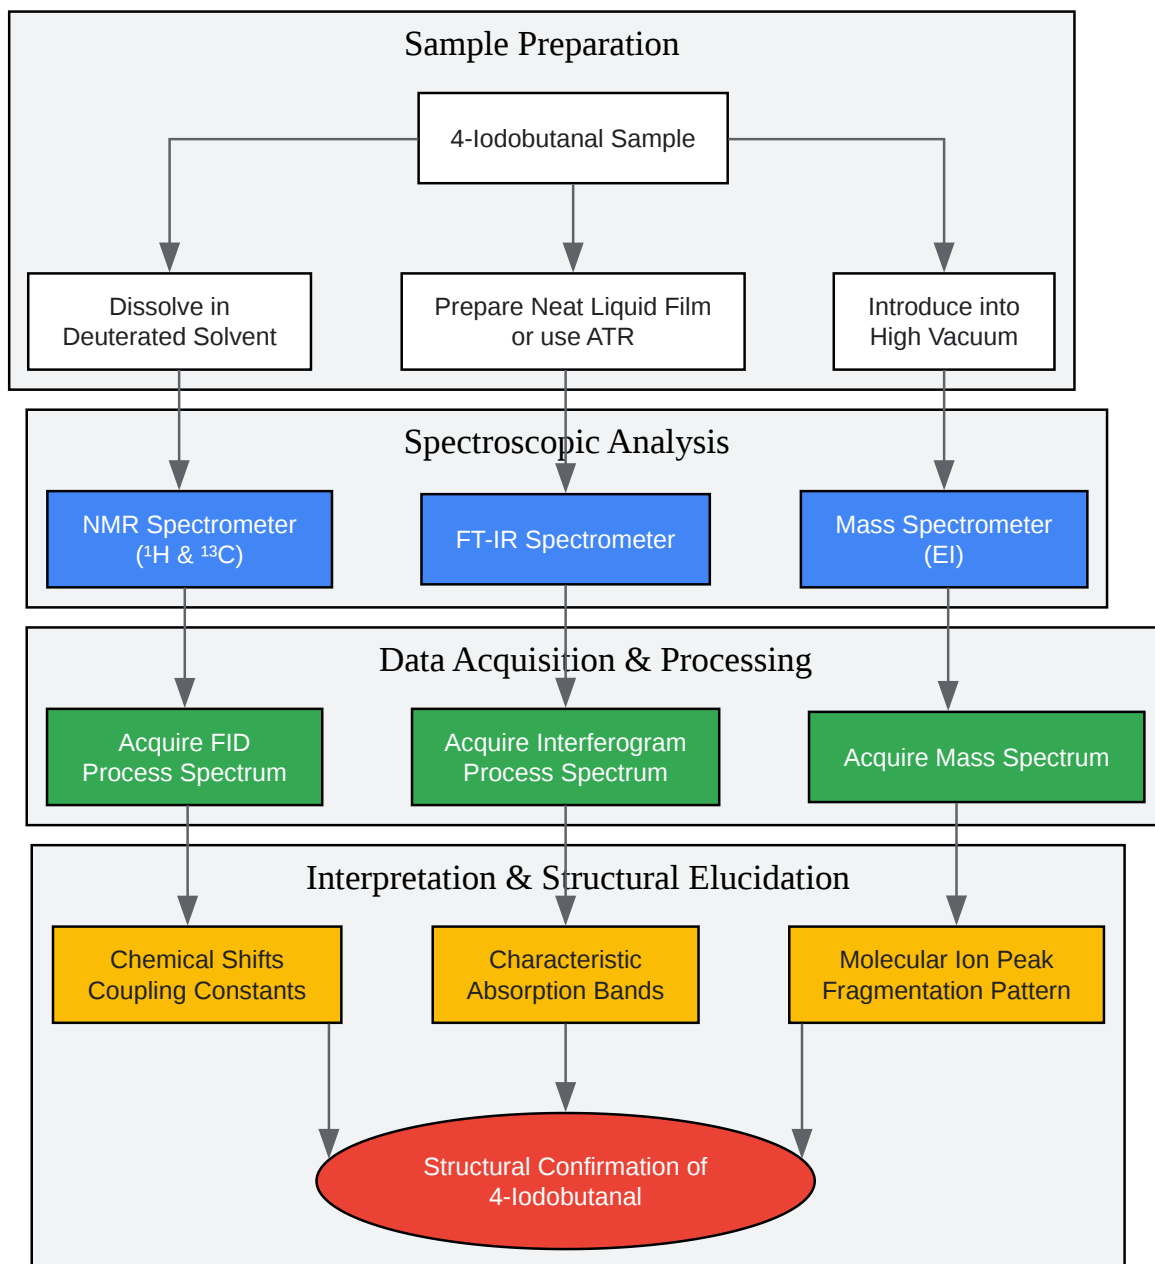 Sample Preparation
4-Iodobutanal Sample
Dissolve in
Deuterated Solvent
Prepare Neat Liquid Film
or use ATR
Introduce into
High Vacuum
Spectroscopic Analysis
NMR Spectrometer
(¹H & ¹³C)
FT-IR Spectrometer
Mass Spectrometer
(EI)
Data Acquisition & Processing
Acquire FID
Process Spectrum
Acquire Interferogram
Process Spectrum
Acquire Mass Spectrum
Interpretation & Structural Elucidation
Chemical Shifts
Coupling Constants
Characteristic
Absorption Bands
Molecular Ion Peak
Fragmentation Pattern
Structural Confirmation of
4-Iodobutanal